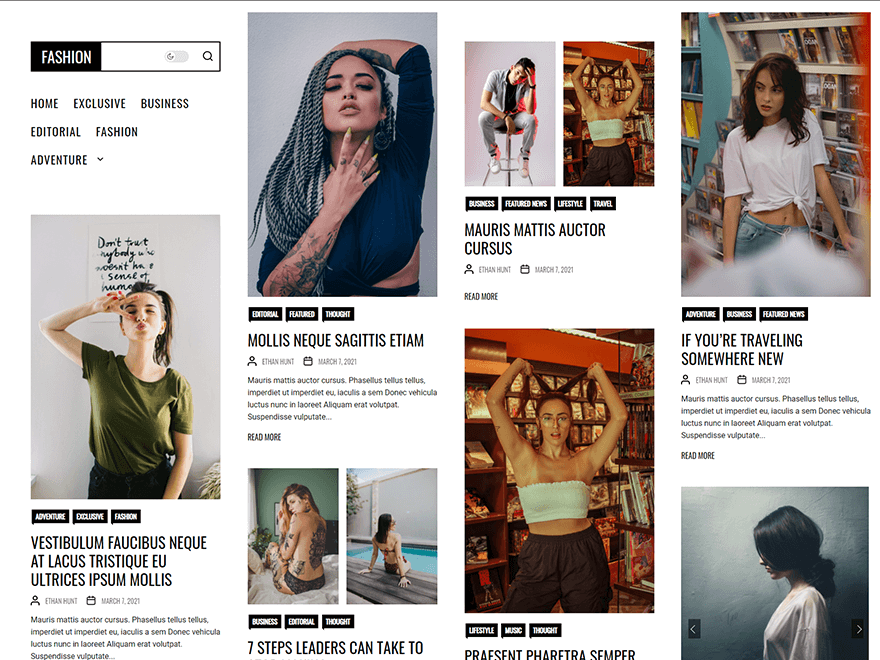 FASHION
HOME EXCLUSIVE BUSINESS
EDITORIAL FASHION
ADVENTURE
Don't trust
nybody w
oesn't ha e
sense of
humo
ADVENTURE EXCLUSIVE FASHION
VESTIBULUM FAUCIBUS NEQUE
AT LACUS TRISTIQUE EU
ULTRICES IPSUM MOLLIS
ETHAN HUNT MARCH 7, 2021
Mauris mattis auctor cursus. Phasellus tellus tellus,
imperdiet ut imperdiet eu, iaculis a sem Donec vehicula
luctus nunc in laoreet Aliquam erat volutpat.
Suspendisse vulputate...
EDITORIAL FEATURED THOUGHT
MOLLIS NEQUE SAGITTIS ETIAM
ETHAN HUNT MARCH 7, 2021
Mauris mattis auctor cursus. Phasellus tellus tellus,
imperdiet ut imperdiet eu, iaculis a sem Donec vehicula
luctus nunc in laoreet Aliquam erat volutpat.
Suspendisse vulputate...
READ MORE
BUSINESS EDITORIAL THOUGHT
7 STEPS LEADERS CAN TAKE TO
BUSINESS FEATURED NEWS LIFESTYLE TRAVEL
MAURIS MATTIS AUCTOR
CURSUS
ETHAN HUNT MARCH 7, 2021
READ MORE
LIFESTYLE MUSIC THOUGHT
PRAESENT PHARETRA SEMPER
ADVENTURE BUSINESS FEATURED NEWS
IF YOU'RE TRAVELING
SOMEWHERE NEW
ETHAN HUNT MARCH 7, 2021
Mauris mattis auctor cursus. Phasellus tellus tellus,
imperdiet ut imperdiet eu, iaculis a sem Donec vehicula
luctus nunc in laoreet Aliquam erat volutpat.
Suspendisse vulputate...
READ MORE